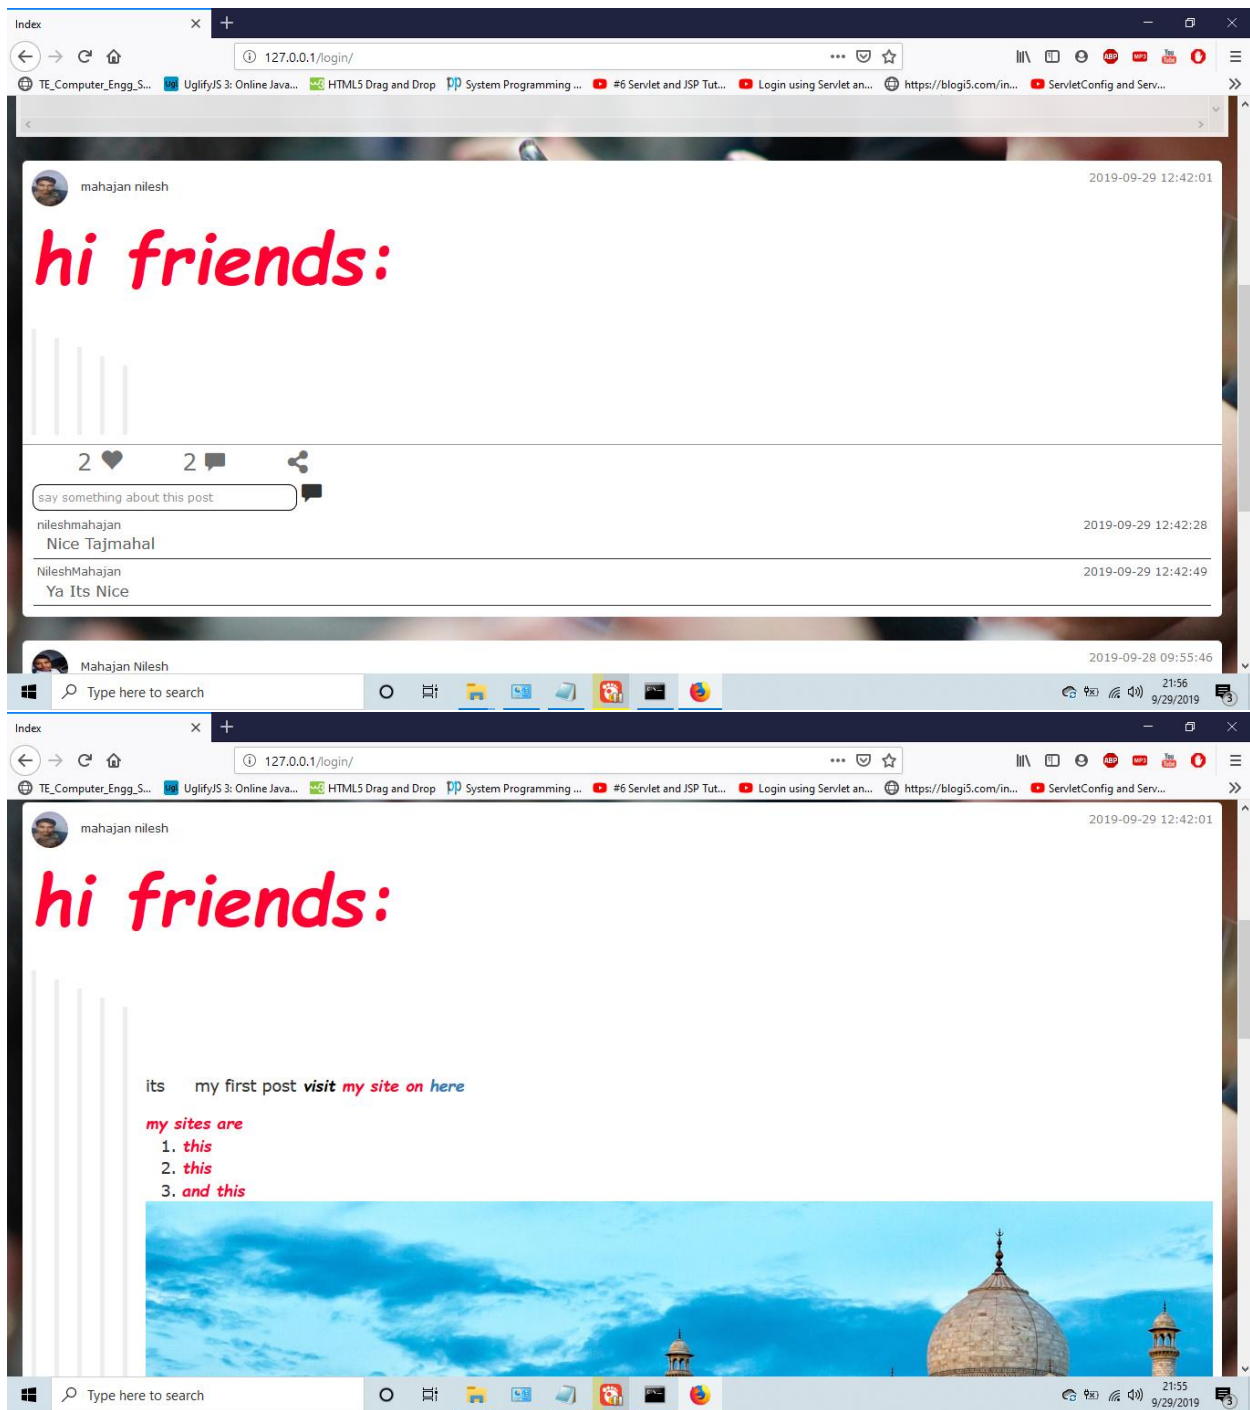 Index
127.0.0.1/login/
TE_Computer_Engg_S... UglifyJS 3: Online Java... HTML5 Drag and Drop System Programming ... #6 Servlet and JSP Tut... Login using Servlet an... https://blogi5.com/in... ServletConfig and Serv...
mahajan nilesh 2019-09-29 12:42:01
hi friends:
2 2
say something about this post
nileshmahajan 2019-09-29 12:42:28
Nice Tajmahal
NileshMahajan 2019-09-29 12:42:49
Ya Its Nice
Mahajan Nilesh 2019-09-28 09:55:46
Type here to search 21:56
9/29/2019 3
Index
127.0.0.1/login/
TE_Computer_Engg_S... UglifyJS 3: Online Java... HTML5 Drag and Drop System Programming ... #6 Servlet and JSP Tut... Login using Servlet an... https://blogi5.com/in... ServletConfig and Serv...
mahajan nilesh 2019-09-29 12:42:01
hi friends:
its my first post visit my site on here
my sites are
1. this
2. this
3. and this
Type here to search 21:55
9/29/2019 3